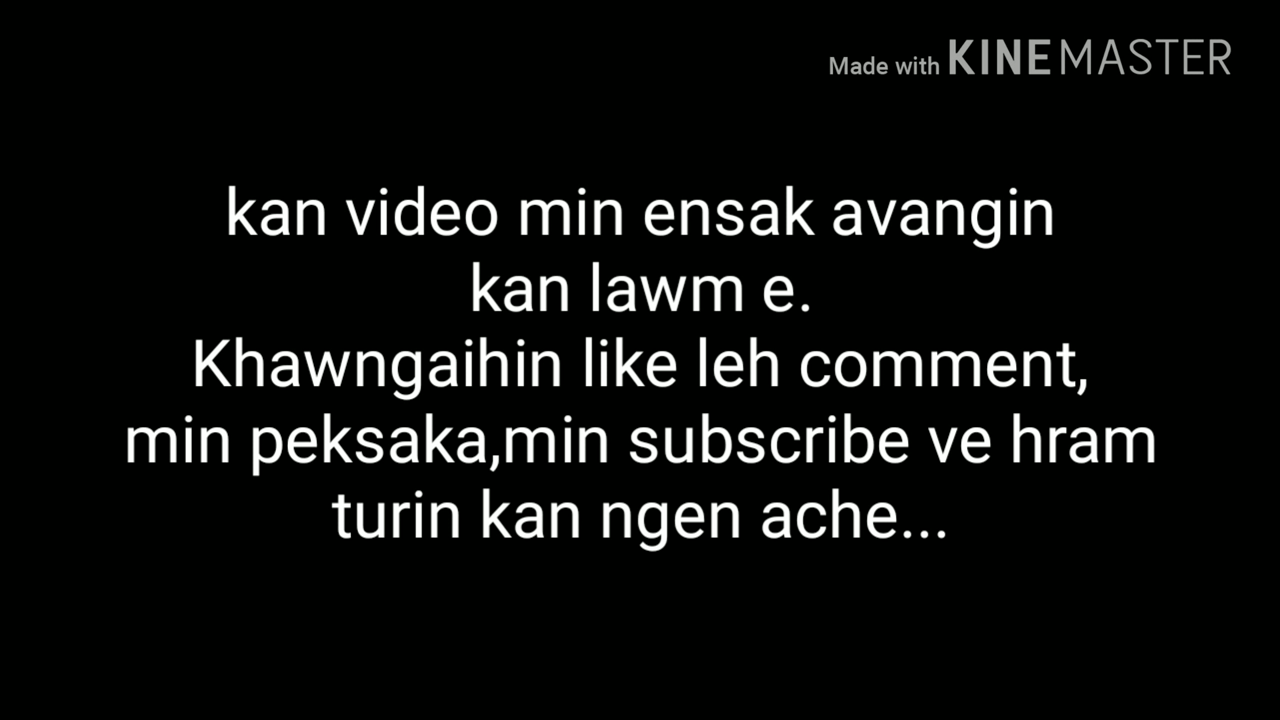 Made with KINEMASTER
kan video min ensak avangin
kan lawm e.
Khawngaihin like leh comment,
min peksaka,min subscribe ve hram
turin kan ngen ache...